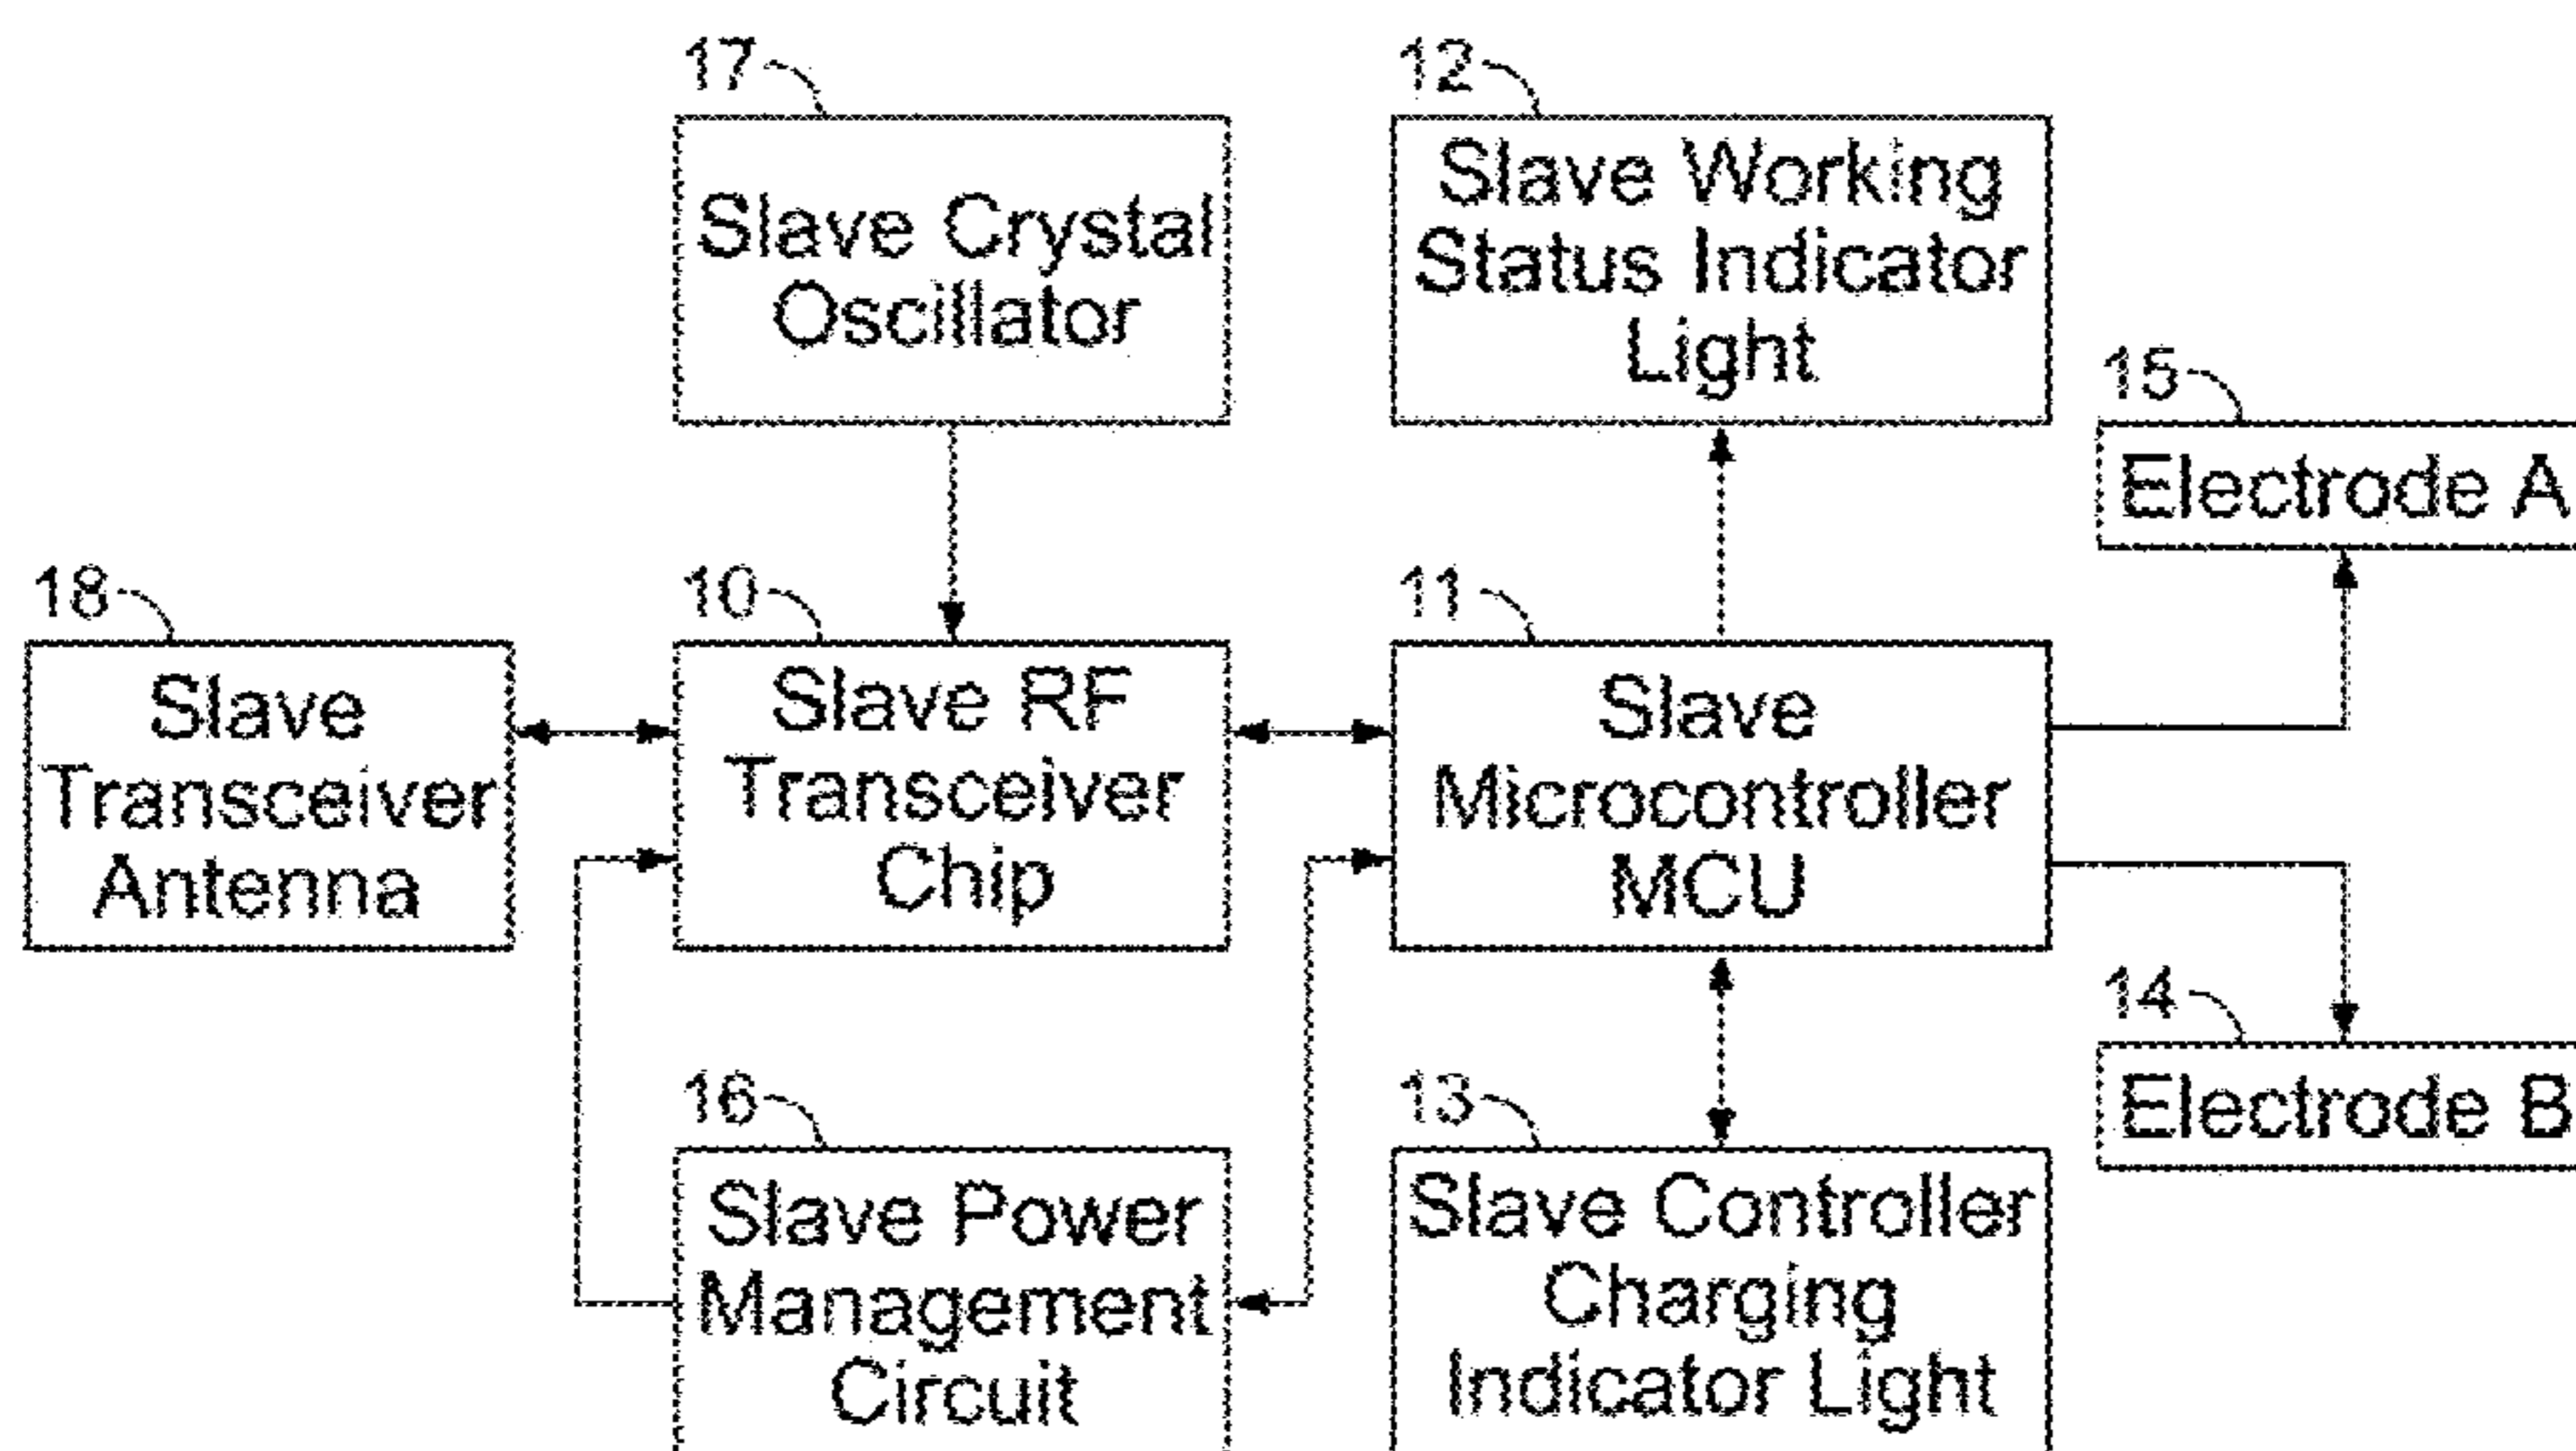 17
Slave Crystal
Oscillator
12
Slave Working
Status Indicator
Light
15
Electrode A
18
Slave
Transceiver
Antenna
10
Slave RF
Transceiver
Chip
11
Slave
Microcontroller
MCU
14
Electrode B
16
Slave Power
Management
Circuit
13
Slave Controller
Charging
Indicator Light